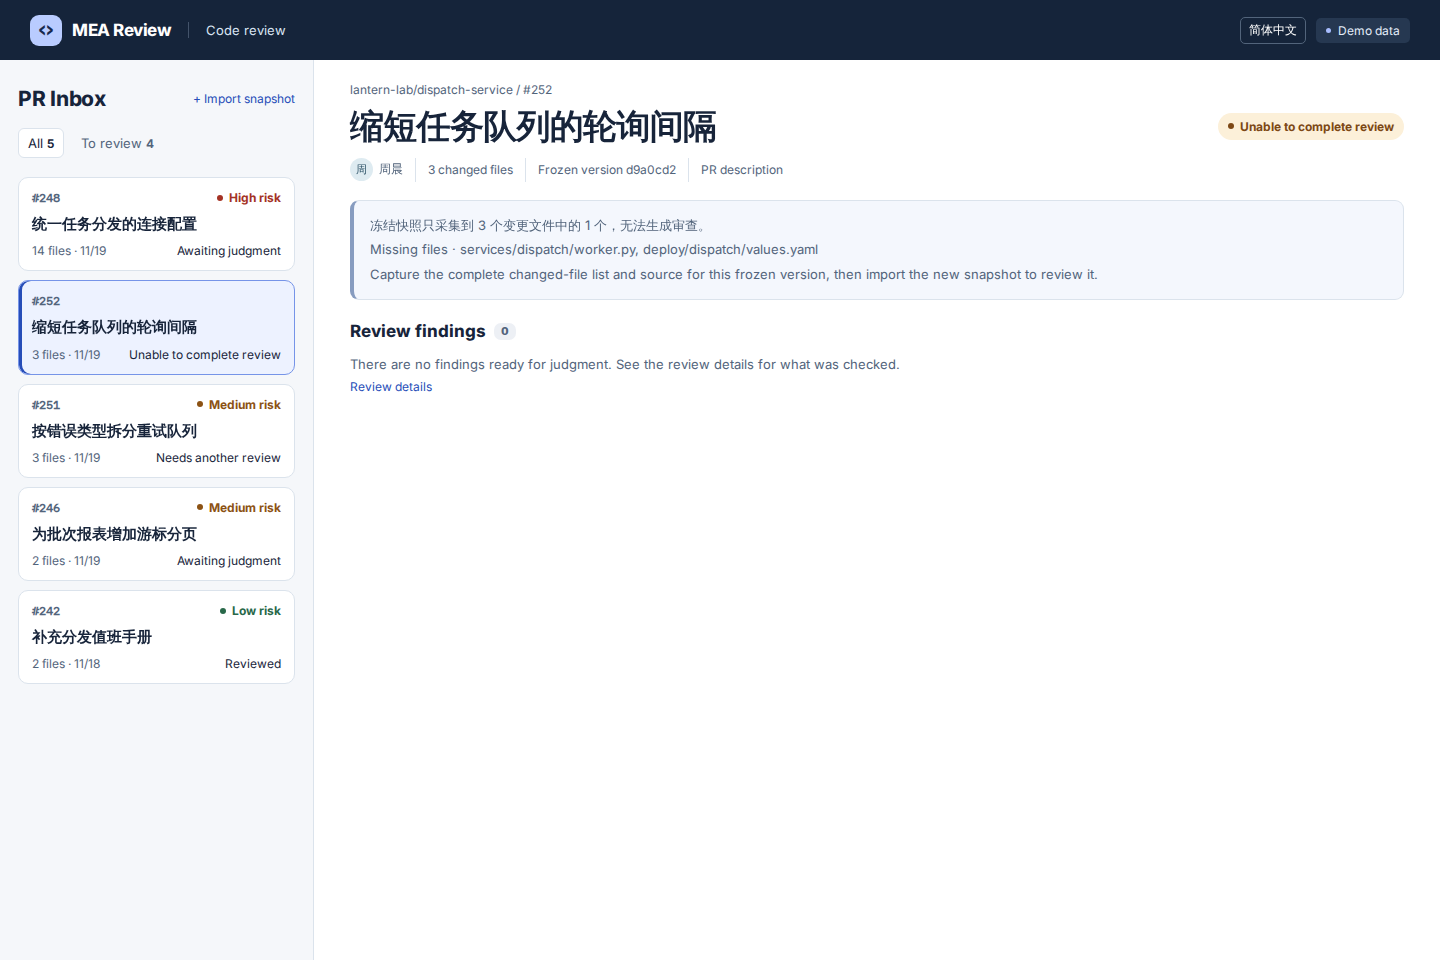 <> MEA Review
Code review
简体中文
Demo data
PR Inbox
+ Import snapshot
All 5
To review 4
#248
High risk
统一任务分发的连接配置
14 files · 11/19
Awaiting judgment
#252
缩短任务队列的轮询间隔
3 files · 11/19
Unable to complete review
#251
Medium risk
按错误类型拆分重试队列
3 files · 11/19
Needs another review
#246
Medium risk
为批次报表增加游标分页
2 files · 11/19
Awaiting judgment
#242
Low risk
补充分发值班手册
2 files · 11/18
Reviewed
lantern-lab/dispatch-service / #252
缩短任务队列的轮询间隔
Unable to complete review
周 周晨
3 changed files
Frozen version d9a0cd2
PR description
冻结快照只采集到 3 个变更文件中的 1 个，无法生成审查。
Missing files · services/dispatch/worker.py, deploy/dispatch/values.yaml
Capture the complete changed-file list and source for this frozen version, then import the new snapshot to review it.
Review findings 0
There are no findings ready for judgment. See the review details for what was checked.
Review details